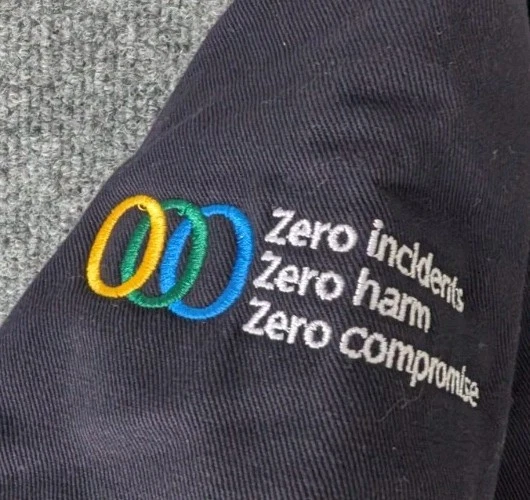 Zero incidents
Zero harm
Zero compromise